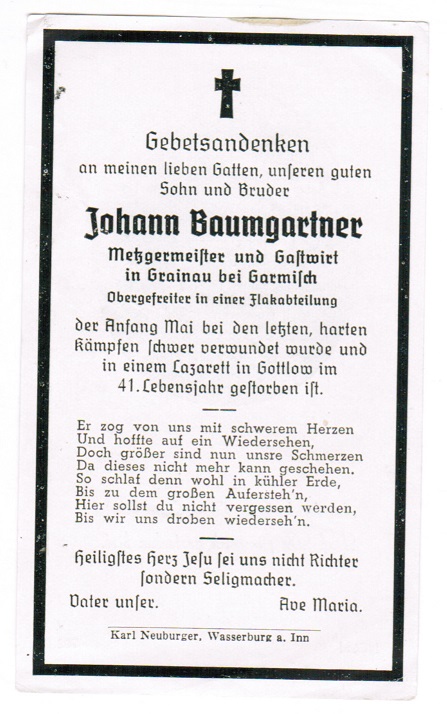 Gebetsandenken
an meinen lieben Gatten, unseren guten
Sohn und Bruder
Johann Baumgartner
Metzgermeister und Gastwirt
in Grainau bei Garmisch
Obergefreiter in einer Flakabteilung
der Anfang Mai bei den letzten, harten
Kämpfen schwer verwundet wurde und
in einem Lazarett in Gottlow im
41. Lebensjahr gestorben ist.
Er zog von uns mit schwerem Herzen
Und hoffte auf ein Wiedersehen,
Doch größer sind nun unsre Schmerzen
Da dieses nicht mehr kann geschehen.
So schlaf denn wohl in kühler Erde,
Bis zu dem großen Aufersteh'n,
Hier sollst du nicht vergessen werden,
Bis wir uns droben wiederseh'n.
Heiligstes Herz Jesu sei uns nicht Richter
sondern Seligmacher.
Vater unser. Ave Maria.
Karl Neuburger, Wasserburg a. Inn